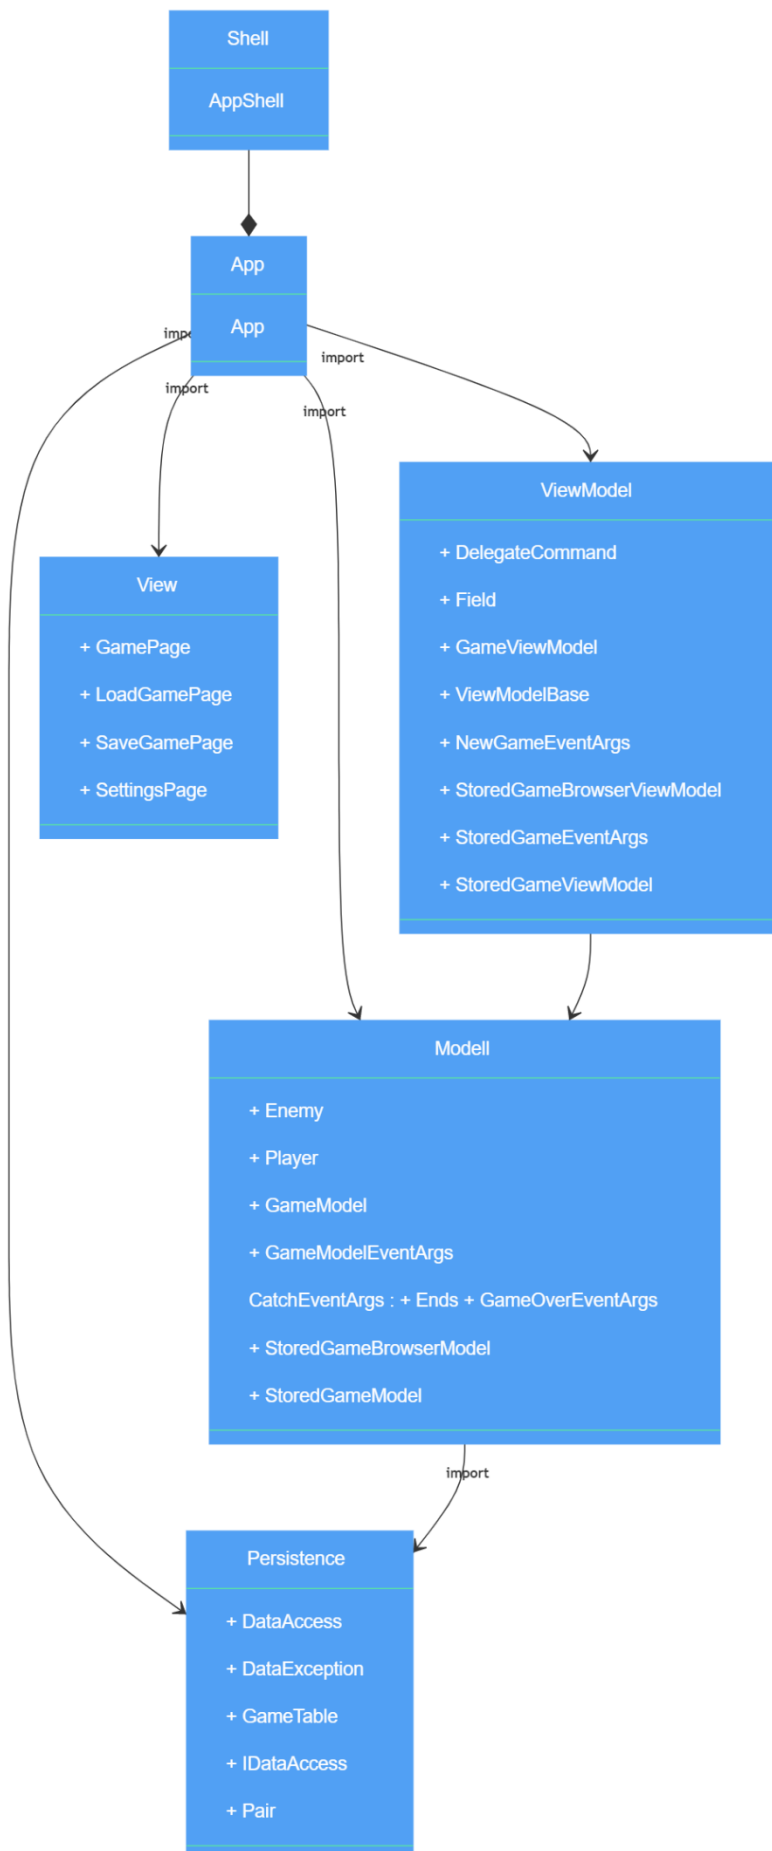 Shell
AppShell
App
App
impo
import
import
import
ViewModel
+ DelegateCommand
+ Field
+ GameViewModel
+ ViewModelBase
+ NewGameEventArgs
+ StoredGameBrowserViewModel
+ StoredGameEventArgs
+ StoredGameViewModel
View
+ GamePage
+ LoadGamePage
+ SaveGamePage
+ SettingsPage
Modell
+ Enemy
+ Player
+ GameModel
+ GameModelEventArgs
CatchEventArgs : + Ends + GameOverEventArgs
+ StoredGameBrowserModel
+ StoredGameModel
import
Persistence
+ DataAccess
+ DataException
+ GameTable
+ IDataAccess
+ Pair